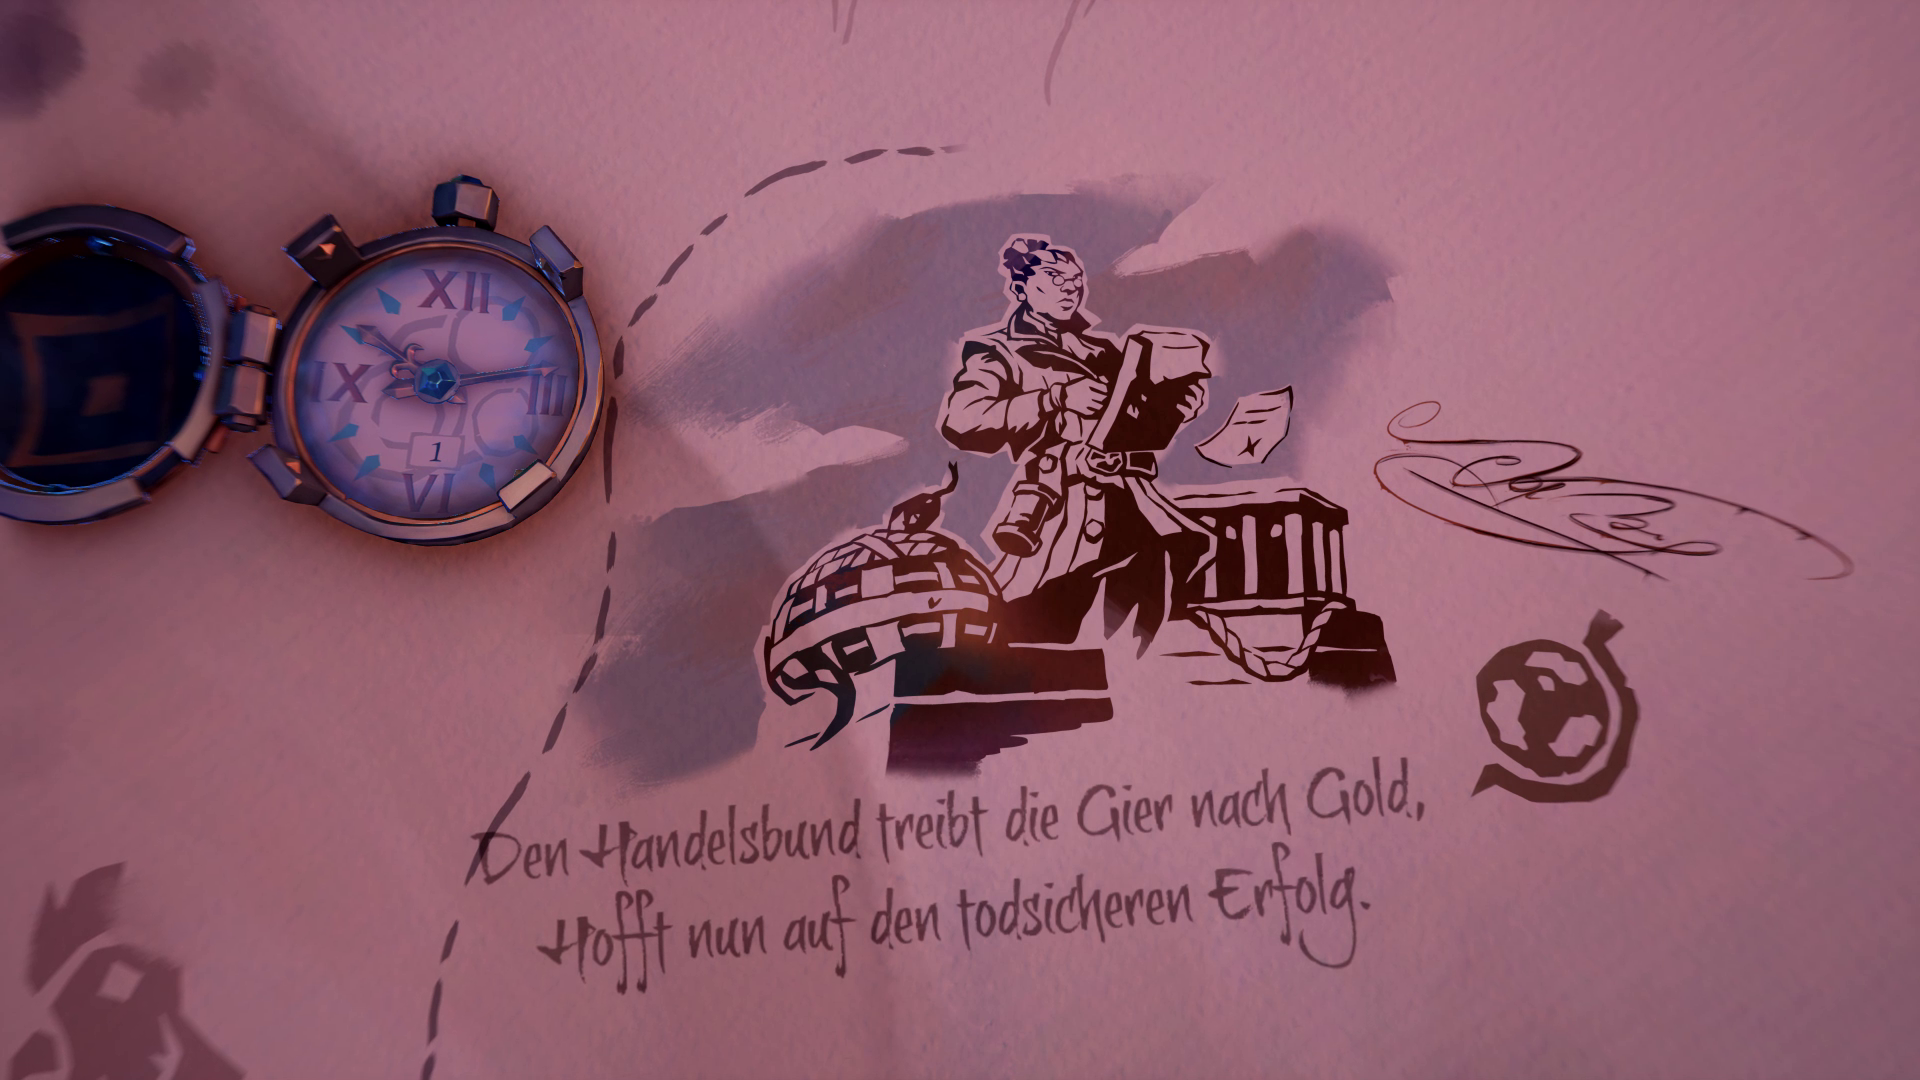 XII
IX
III
1
VI
Den Handelsbund treibt die Gier nach Gold,
Hofft nun auf den todsicheren Erfolg.